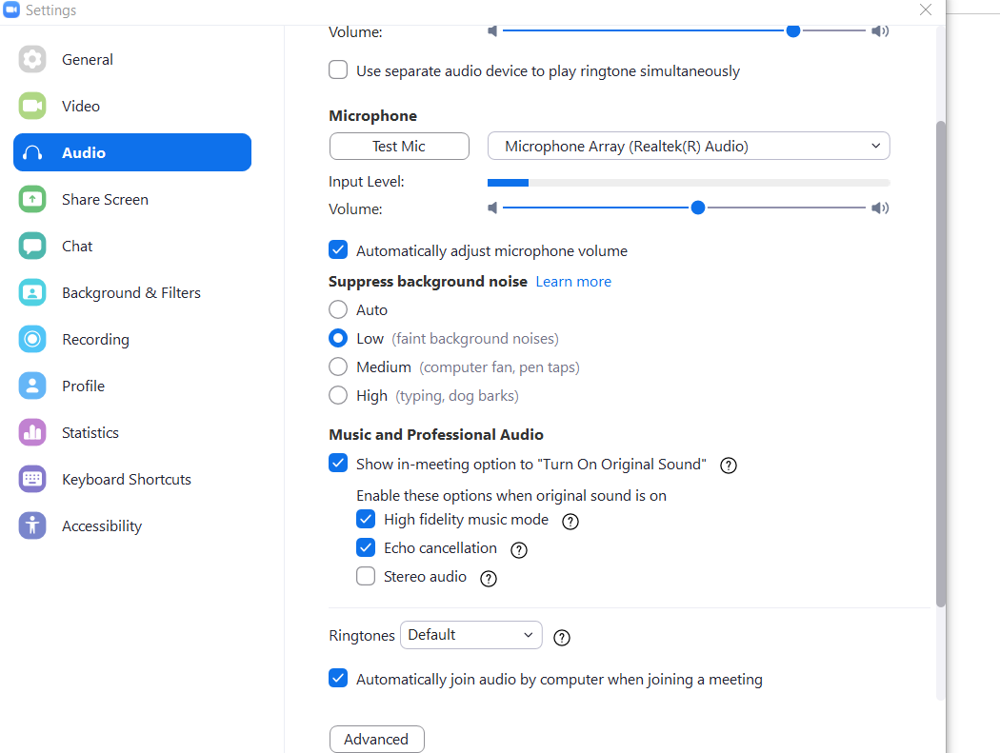 Settings
General
Video
Audio
Share Screen
Chat
Background & Filters
Recording
Profile
Statistics
Keyboard Shortcuts
Accessibility
Volume:
Use separate audio device to play ringtone simultaneously
Microphone
Test Mic Microphone Array (Realtek(R) Audio)
Input Level:
Volume:
Automatically adjust microphone volume
Suppress background noise Learn more
Auto
Low (faint background noises)
Medium (computer fan, pen taps)
High (typing, dog barks)
Music and Professional Audio
Show in-meeting option to "Turn On Original Sound" ?
Enable these options when original sound is on
High fidelity music mode ?
Echo cancellation ?
Stereo audio ?
Ringtones Default ?
Automatically join audio by computer when joining a meeting
Advanced